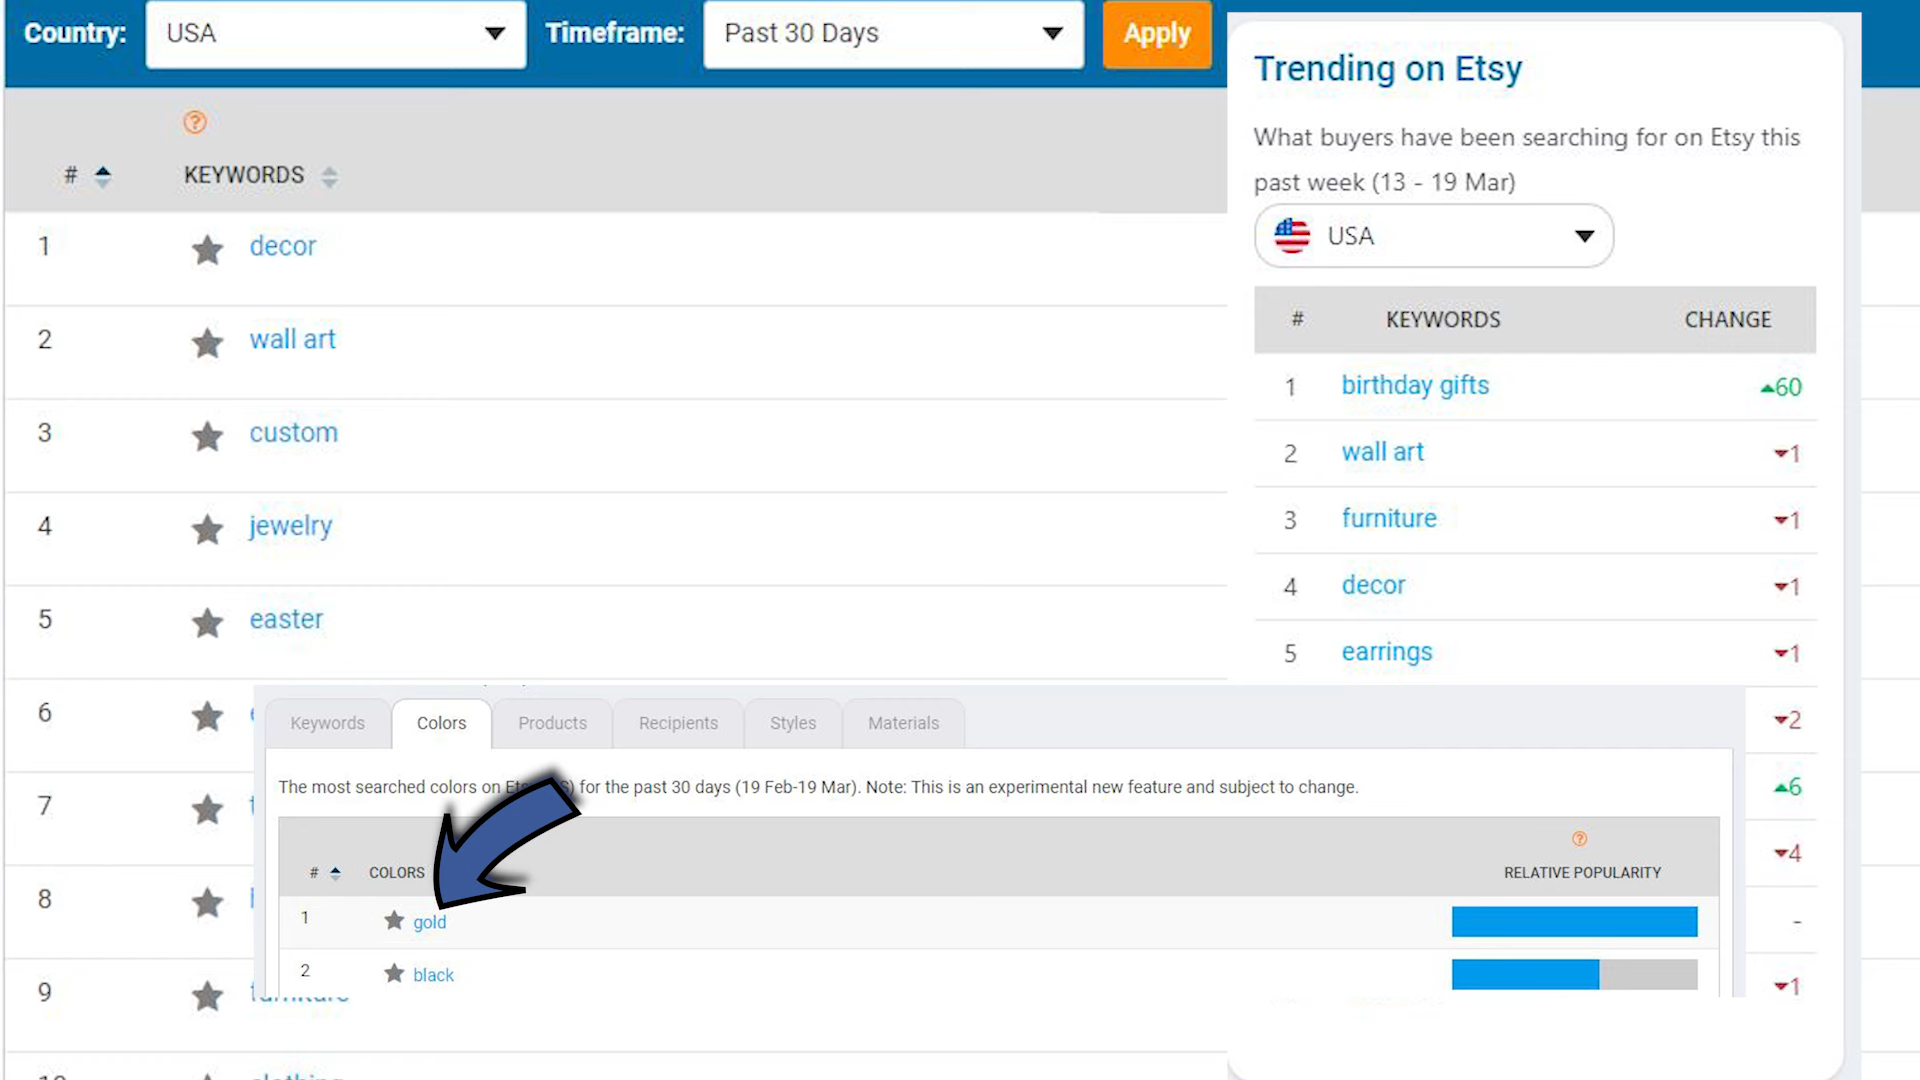 Country: USA Timeframe: Past 30 Days Apply
# KEYWORDS
1 decor
2 wall art
3 custom
4 jewelry
5 easter
6
7
8
9 furniture
10 clothing
Trending on Etsy
What buyers have been searching for on Etsy this
past week (13 - 19 Mar)
USA
# KEYWORDS CHANGE
1 birthday gifts 60
2 wall art 1
3 furniture 1
4 decor 1
5 earrings 1
2
6
4
-
1
Keywords Colors Products Recipients Styles Materials
The most searched colors on for the past 30 days (19 Feb-19 Mar). Note: This is an experimental new feature and subject to change.
# COLORS RELATIVE POPULARITY
1 gold
2 black